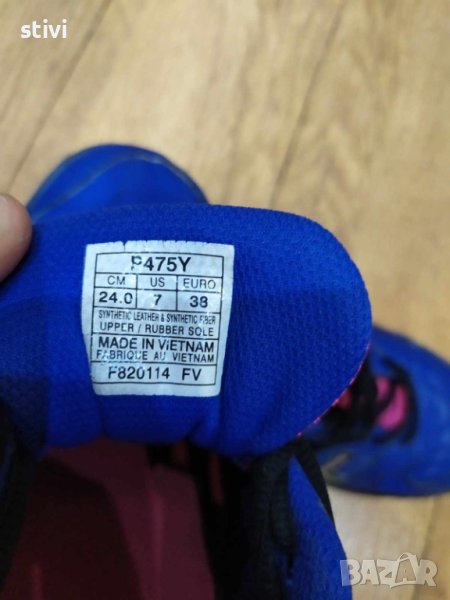 stivi
P475Y
CM US EURO
24.0 7 38
SYNTHETIC LEATHER & SYNTHETIC FIBER
UPPER / RUBBER SOLE
MADE IN VIETNAM
FABRIQUE AU VIETNAM
F820114 FV
BAZAR